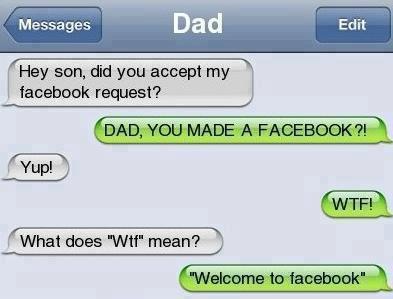 Messages
Dad
Edit
Hey son, did you accept my
facebook request?
DAD, YOU MADE A FACEBOOK?!
Yup!
WTF!
What does "Wtf" mean?
"Welcome to facebook"